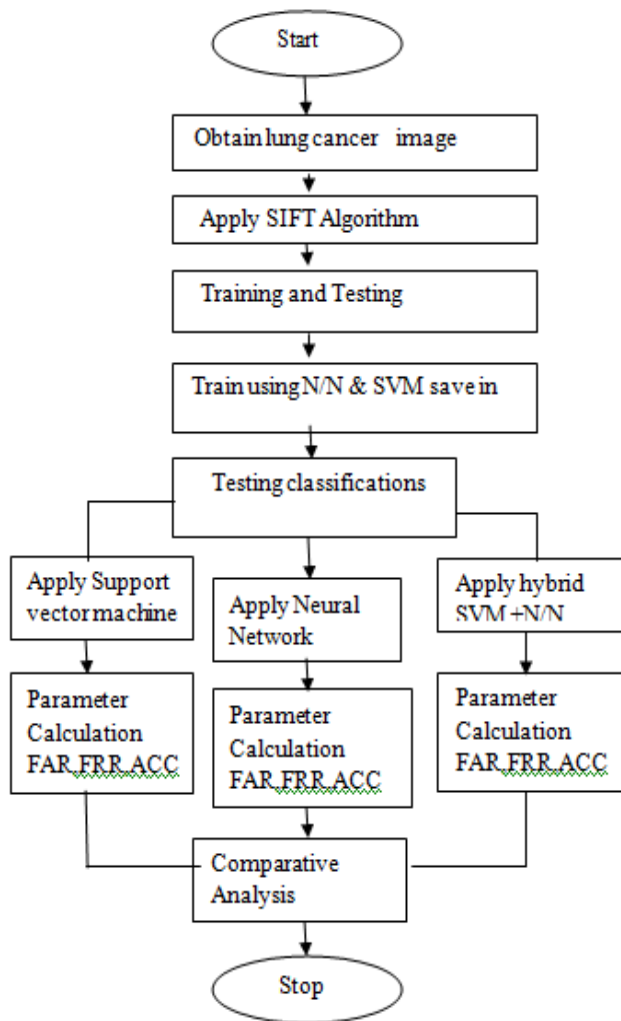 Start
Obtain lung cancer image
Apply SIFT Algorithm
Training and Testing
Train using N/N & SVM save in
Testing classifications
Apply Support
vector machine
Apply Neural
Network
Apply hybrid
SVM +N/N
Parameter
Calculation
FAR.FRR.ACC
Parameter
Calculation
FAR.FRR.ACC
Parameter
Calculation
FAR.FRR.ACC
Comparative
Analysis
Stop